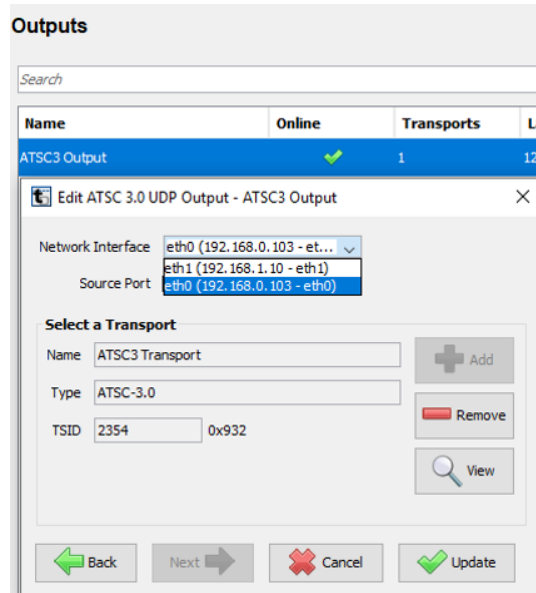 Outputs
Search
Name Online Transports L
ATSC3 Output 1 12
Edit ATSC 3.0 UDP Output - ATSC3 Output
Network Interface eth0 (192.168.0.103 - et...
eth1 (192.168.1.10 - eth1)
Source Port eth0 (192.168.0.103 - eth0)
Select a Transport
Name ATSC3 Transport
Add
Type ATSC-3.0
Remove
TSID 2354 0x932
View
Back Next Cancel Update